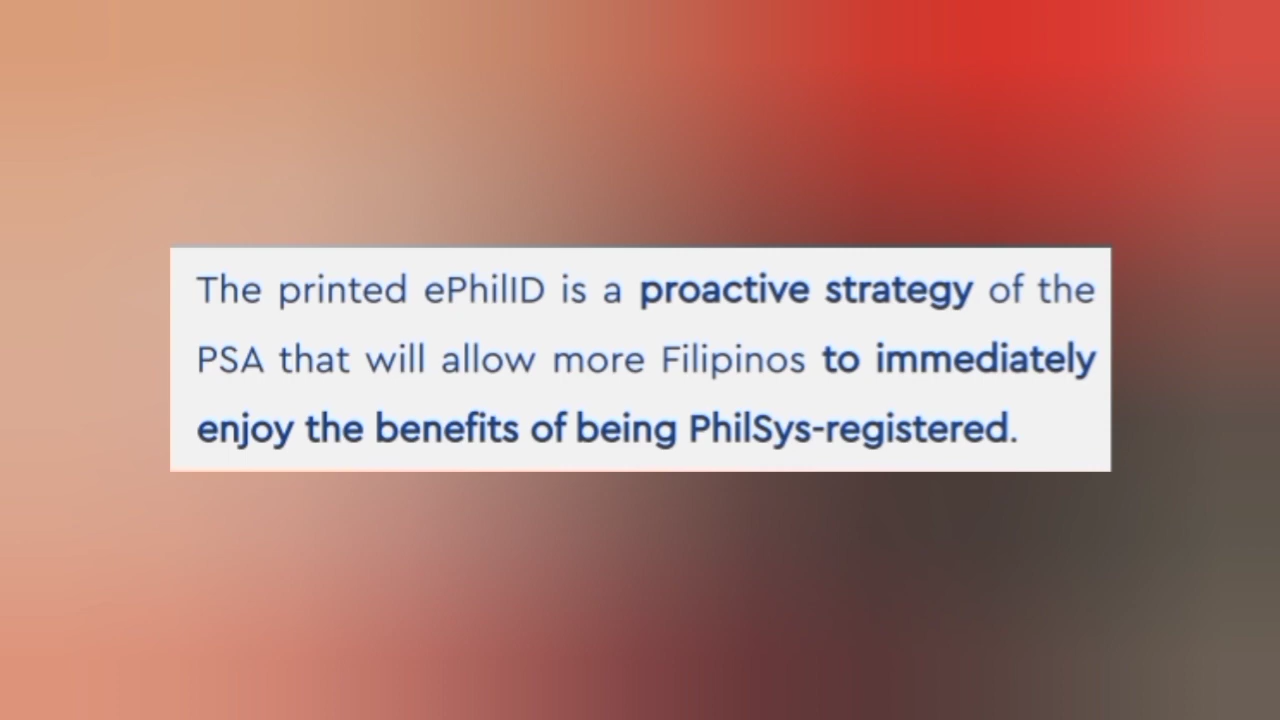 The printed ePhilID is a proactive strategy of the
PSA that will allow more Filipinos to immediately
enjoy the benefits of being PhilSys-registered.